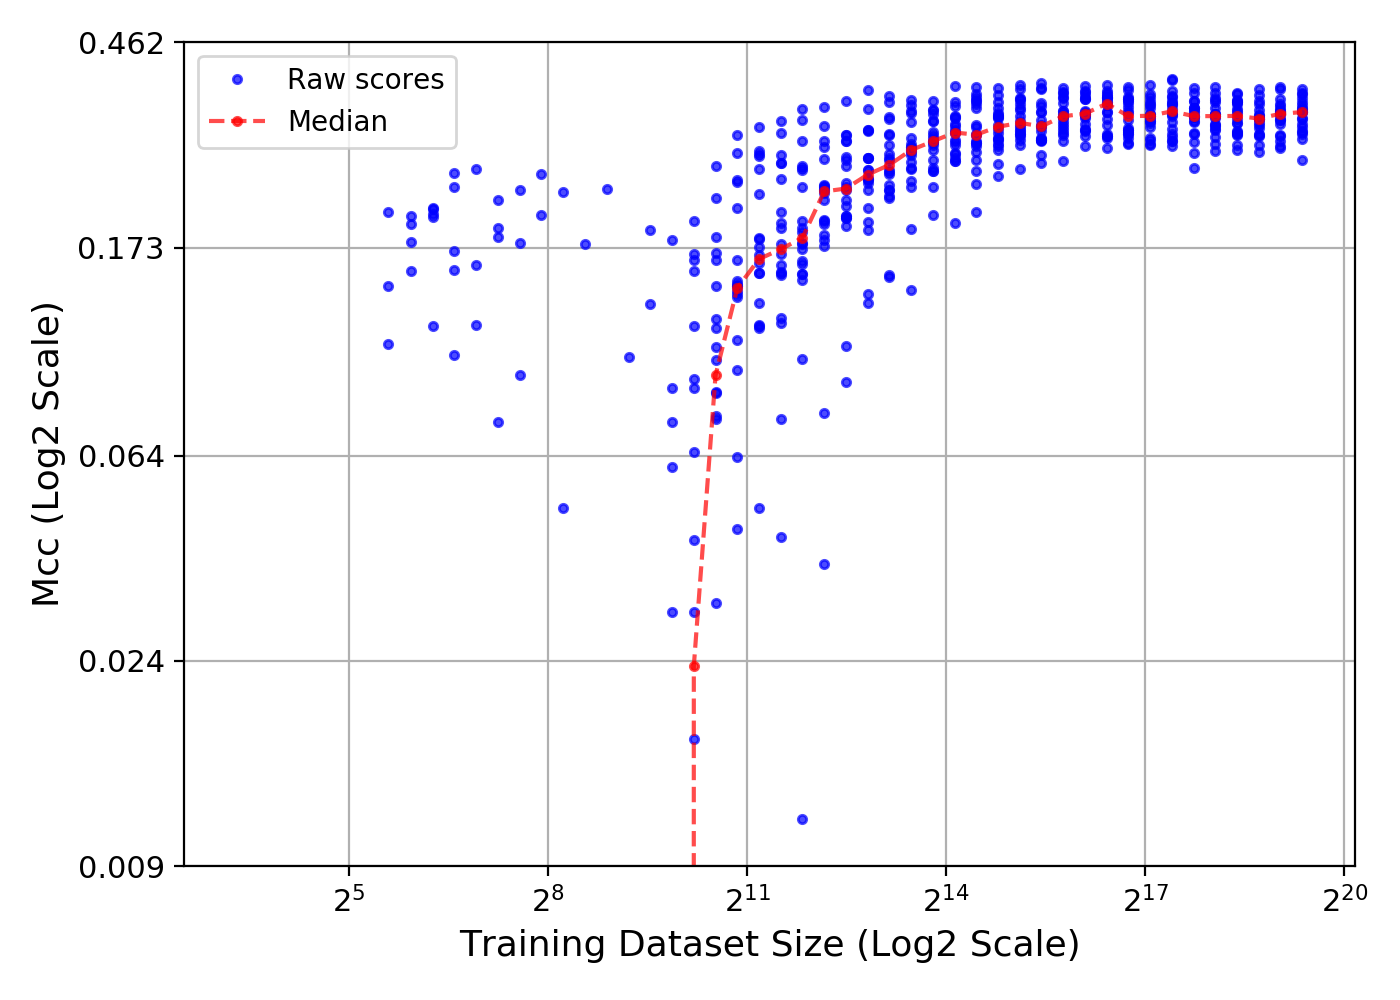 0.462
Raw scores
Median
0.173
0.064
0.024
0.009
Mcc (Log2 Scale)
2^5 2^8 2^11 2^14 2^17 2^20
Training Dataset Size (Log2 Scale)